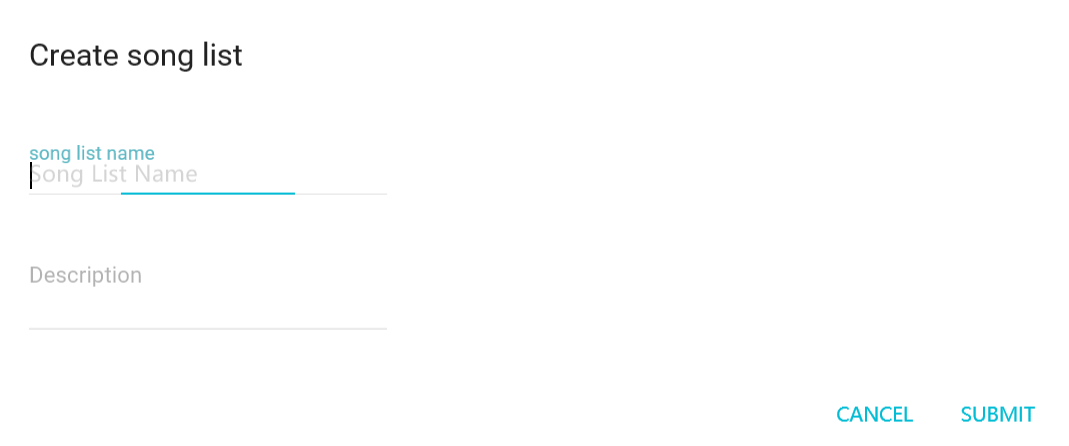 Create song list
song list name
Song List Name
Description
CANCEL SUBMIT